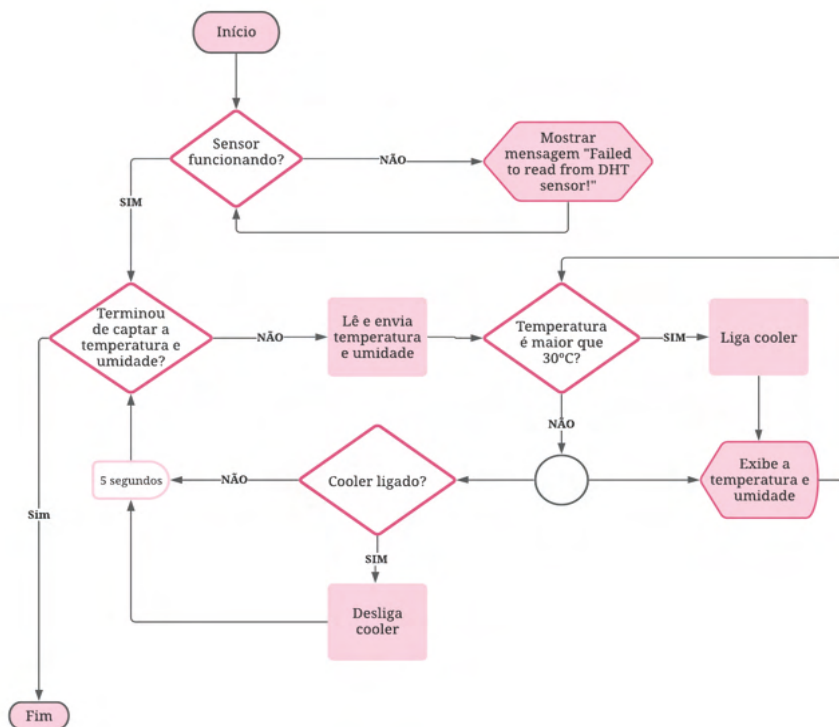 Início
Sensor
funcionando?
NÃO
Mostrar
mensagem "Failed
to read from DHT
sensor!"
SIM
Terminou
de captar a
temperatura e
umidade?
NÃO
Lê e envia
temperatura
e umidade
Temperatura
é maior que
30ºC?
SIM
Liga cooler
NÃO
5 segundos
NÃO
Cooler ligado?
Exibe a
temperatura e
umidade
Sim
SIM
Desliga
cooler
Fim